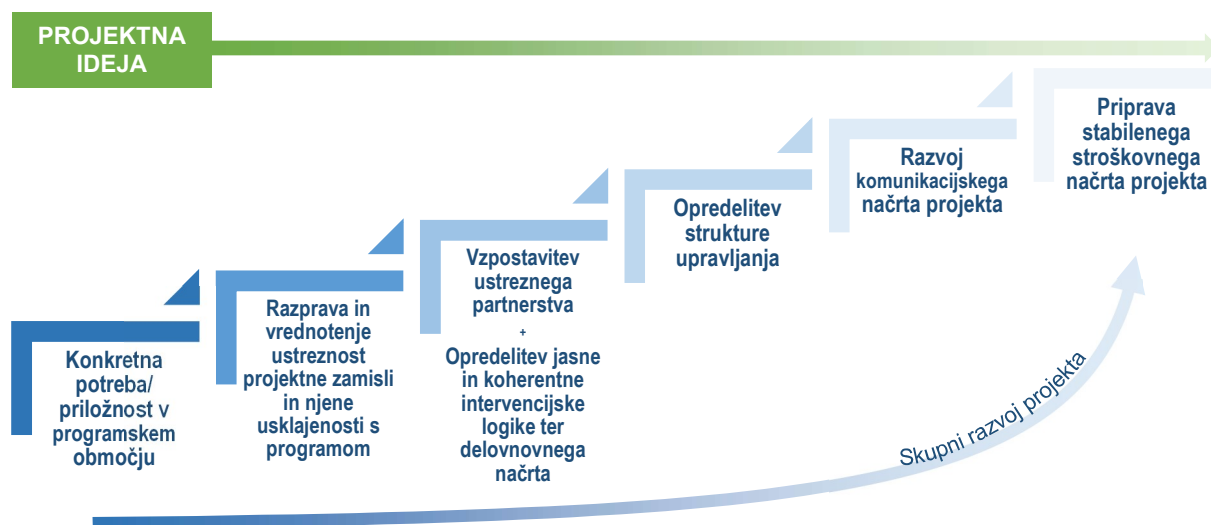 PROJEKTNA
IDEJA
Konkretna
potreba/
priložnost v
programskem
območju
Razprava in
vrednotenje
ustreznost
projektne zamisli
in njene
usklajenosti s
programom
Vzpostavitev
ustreznega
partnerstva
+
Opredelitev jasne
in koherentne
intervencijske
logike ter
delovnovnega
načrta
Opredelitev
strukture
upravljanja
Razvoj
komunikacijskega
načrta projekta
Priprava
stabilenega
stroškovnega
načrta projekta
Skupni razvoj projekta